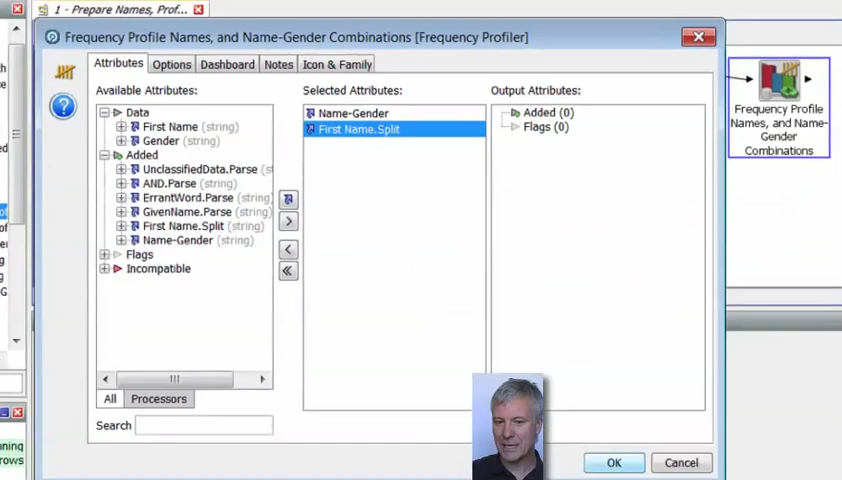 1 - Prepare Names, Prof...
Frequency Profile Names, and Name-Gender Combinations [Frequency Profiler]
Attributes Options Dashboard Notes Icon & Family
Available Attributes: Selected Attributes: Output Attributes:
Data
First Name (string)
Gender (string)
Added
UnclassifiedData.Parse (s
AND.Parse (string)
ErrantWord.Parse (string)
GivenName.Parse (string)
First Name.Split (string)
Name-Gender (string)
Flags
Incompatible
Name-Gender
First Name.Split
Added (0)
Flags (0)
All Processors
Search
OK Cancel
Frequency Profile
Names, and Name-
Gender
Combinations
nning
rows